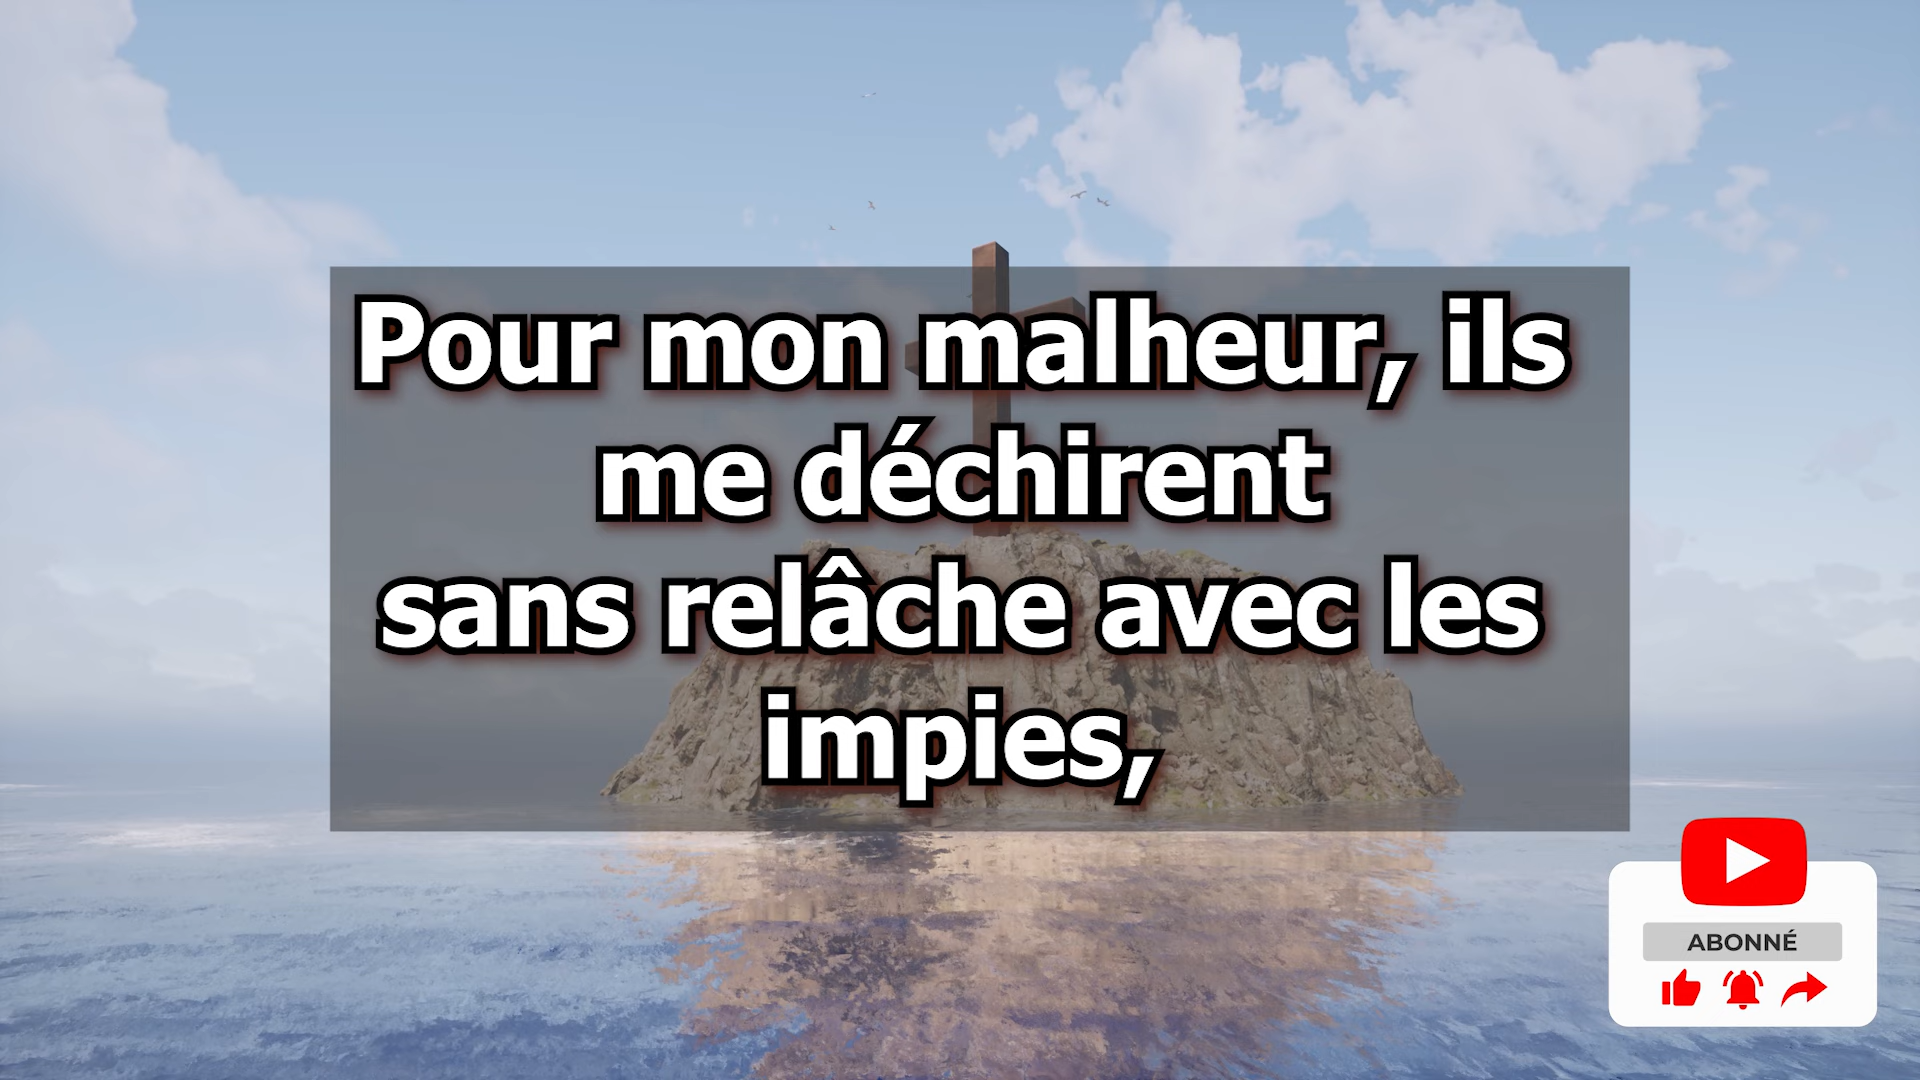 Pour mon malheur, ils
me déchirent
sans relâche avec les
impies,
ABONNÉ